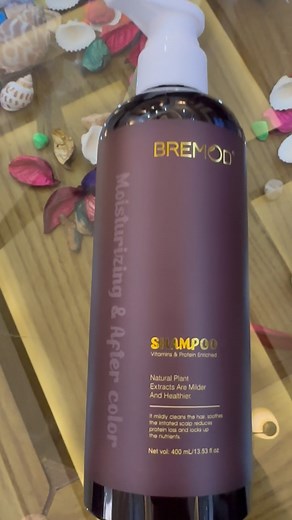 BREMOD
Moisturizing & After color
SHAMPOO
Vitamins & Protein Enriched
Natural Plant
Extracts Are Milder
And Healthier
It mildly cleans the hair, soothes
the irritated scalp reduces
protein loss and locks up
the nutrients.
Net vol: 400 mL/13.53 fl oz